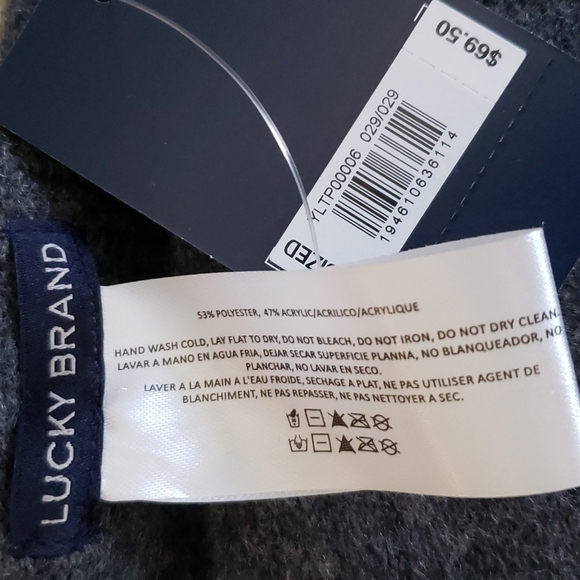 $69.50
YLTP00006 029/029
194610636114
LUCKY BRAND
53% POLYESTER, 47% ACRYLIC/ACRILICO/ACRYLIQUE
HAND WASH COLD, LAY FLAT TO DRY, DO NOT BLEACH, DO NOT IRON, DO NOT DRY CLEAN.
LAVAR A MANO EN AGUA FRIA, DEJAR SECAR SUPERFICIE PLANNA, NO BLANQUEADOR, NO
PLANCHAR, NO LAVAR EN SECO.
LAVER A LA MAIN A L'EAU FROIDE, SECHAGE A PLAT, NE PAS UTILISER AGENT DE
BLANCHIMENT, NE PAS REPASSER, NE PAS NETTOYER A SEC.